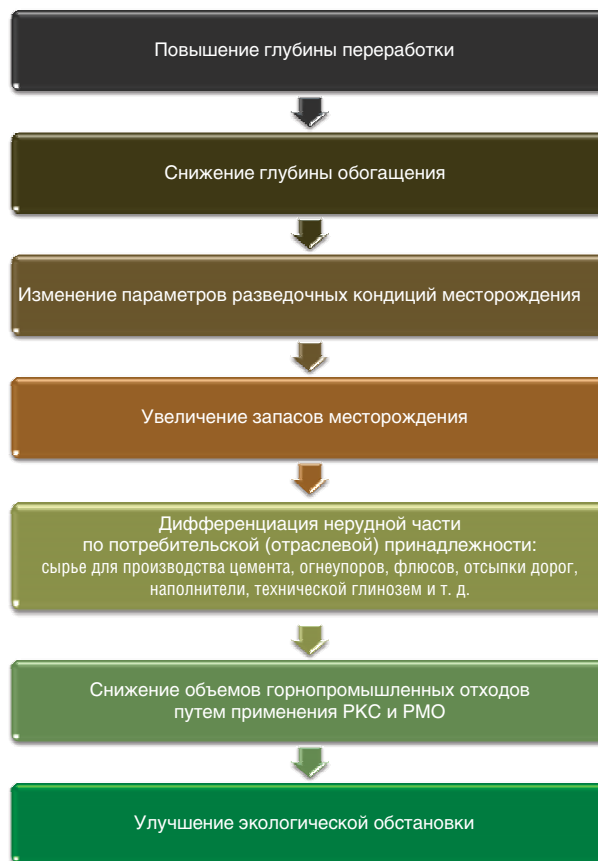 Повышение глубины переработки
Снижение глубины обогащения
Изменение параметров разведочных кондиций месторождения
Увеличение запасов месторождения
Дифференциация нерудной части
по потребительской (отраслевой) принадлежности:
сырье для производства цемента, огнеупоров, флюсов, отсыпки дорог,
наполнители, технической глинозем и т. д.
Снижение объемов горнопромышленных отходов
путем применения РКС и РМО
Улучшение экологической обстановки